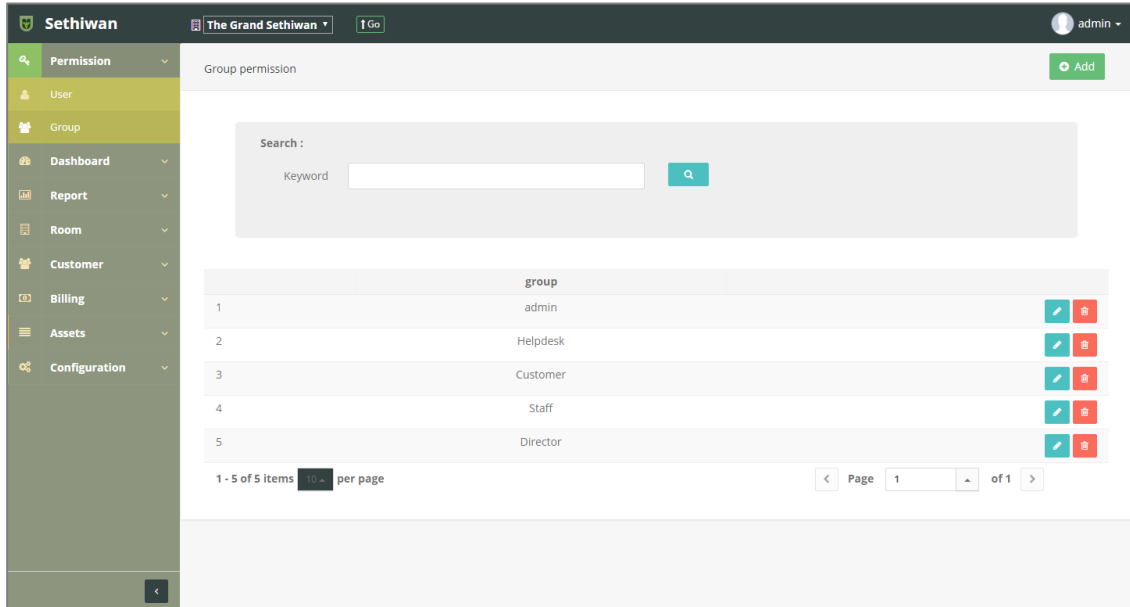 Sethiwan
The Grand Sethiwan
Go
admin
Permission
User
Group
Dashboard
Report
Room
Customer
Billing
Assets
Configuration
Group permission
Add
Search :
Keyword
group
1 admin
2 Helpdesk
3 Customer
4 Staff
5 Director
1 - 5 of 5 items 10 per page
Page 1 of 1